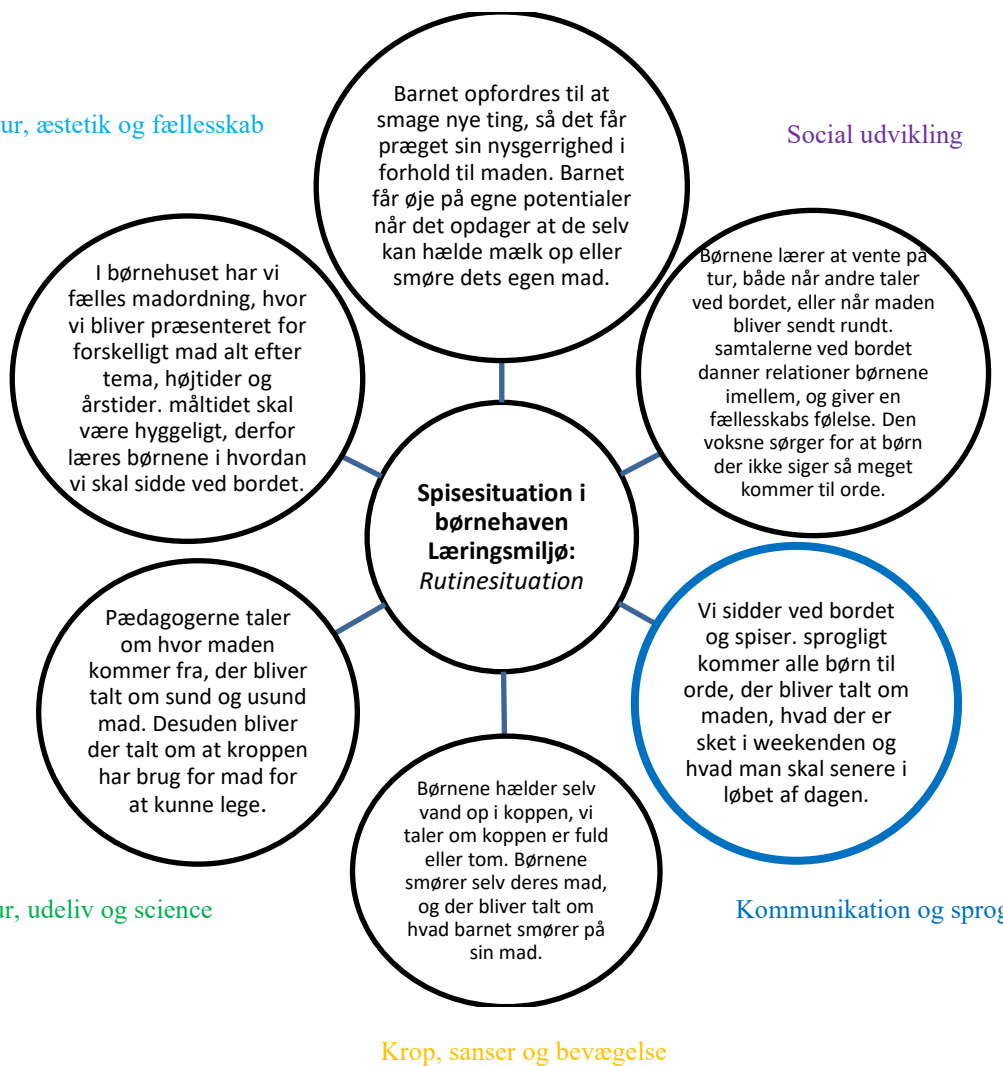 Barnet opfordres til at
smage nye ting, så det får
præget sin nysgerrighed i
forhold til maden. Barnet
får øje på egne potentialer
når det opdager at de selv
kan hælde mælk op eller
smøre dets egen mad.
ur, æstetik og fællesskab
Social udvikling
I børnehuset har vi
fælles madordning, hvor
vi bliver præsenteret for
forskelligt mad alt efter
tema, højtider og
årstider. måltidet skal
være hyggeligt, derfor
læres børnene i hvordan
vi skal sidde ved bordet.
Børnene lærer at vente på
tur, både når andre taler
ved bordet, eller når maden
bliver sendt rundt.
samtalerne ved bordet
danner relationer børnene
imellem, og giver en
fællesskabs følelse. Den
voksne sørger for at børn
der ikke siger så meget
kommer til orde.
Spisesituation i
børnehaven
Læringsmiljø:
Rutinesituation
Pædagogerne taler
om hvor maden
kommer fra, der bliver
talt om sund og usund
mad. Desuden bliver
der talt om at kroppen
har brug for mad for
at kunne lege.
Vi sidder ved bordet
og spiser. sprogligt
kommer alle børn til
orde, der bliver talt om
maden, hvad der er
sket i weekenden og
hvad man skal senere i
løbet af dagen.
Børnene hælder selv
vand op i koppen, vi
taler om koppen er fuld
eller tom. Børnene
smører selv deres mad,
og der bliver talt om
hvad barnet smører på
sin mad.
ur, udeliv og science
Kommunikation og sprog
Krop, sanser og bevægelse